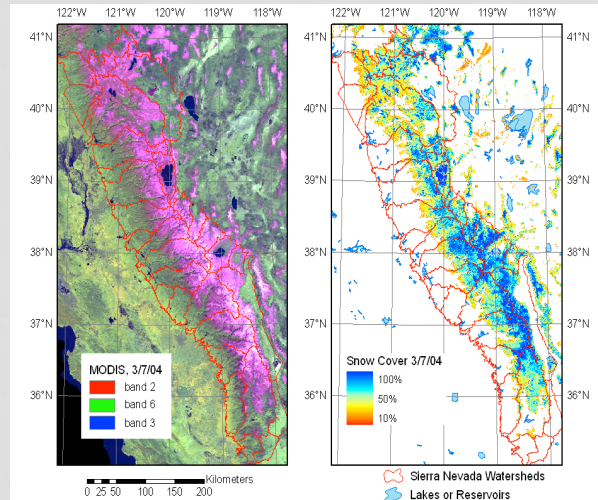 122°W 121°W 120°W 119°W 118°W
41°N
40°N
39°N
38°N
37°N
36°N
MODIS, 3/7/04
band 2
band 6
band 3
0 25 50 100 150 200 Kilometers
122°W 121°W 120°W 119°W 118°W
41°N
40°N
39°N
38°N
37°N
36°N
Snow Cover 3/7/04
100%
50%
10%
Sierra Nevada Watersheds
Lakes or Reservoirs